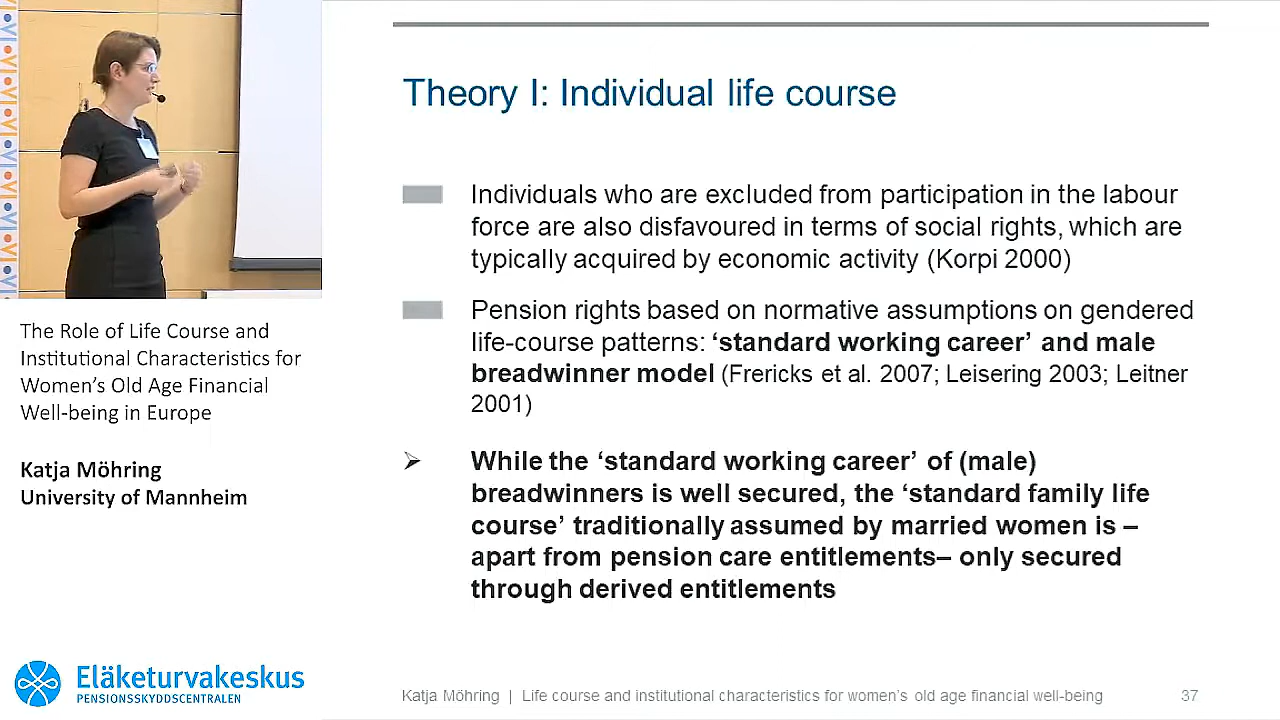 Theory I: Individual life course
Individuals who are excluded from participation in the labour
force are also disfavoured in terms of social rights, which are
typically acquired by economic activity (Korpi 2000)
Pension rights based on normative assumptions on gendered
life-course patterns: ‘standard working career’ and male
breadwinner model (Frericks et al. 2007; Leisering 2003; Leitner
2001)
While the ‘standard working career’ of (male)
breadwinners is well secured, the ‘standard family life
course’ traditionally assumed by married women is –
apart from pension care entitlements– only secured
through derived entitlements
The Role of Life Course and
Institutional Characteristics for
Women’s Old Age Financial
Well-being in Europe
Katja Möhring
University of Mannheim
Eläketurvakeskus
PENSIONSSKYDDSCENTRALEN
Katja Möhring | Life course and institutional characteristics for women’s old age financial well-being 37